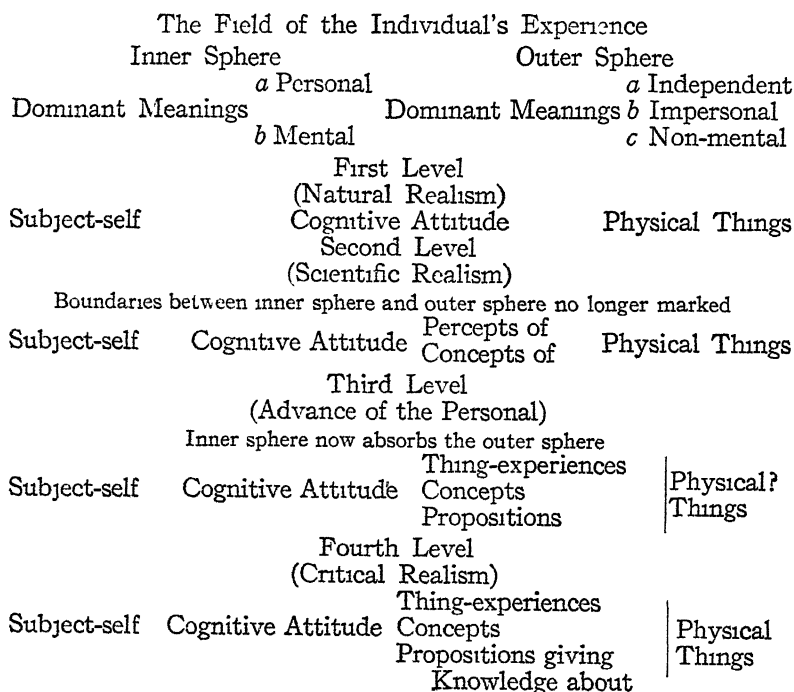 The Field of the Individual's Experience
Inner Sphere Outer Sphere
a Personal a Independent
Dominant Meanings Dominant Meanings b Impersonal
b Mental c Non-mental
First Level
(Natural Realism)
Subject-self Cognitive Attitude Physical Things
Second Level
(Scientific Realism)
Boundaries between inner sphere and outer sphere no longer marked
Subject-self Cognitive Attitude Percepts of Physical Things
Concepts of
Third Level
(Advance of the Personal)
Inner sphere now absorbs the outer sphere
Thing-experiences
Subject-self Cognitive Attitude Concepts Physical?
Propositions Things
Fourth Level
(Critical Realism)
Thing-experiences
Subject-self Cognitive Attitude Concepts Physical
Propositions giving Things
Knowledge about